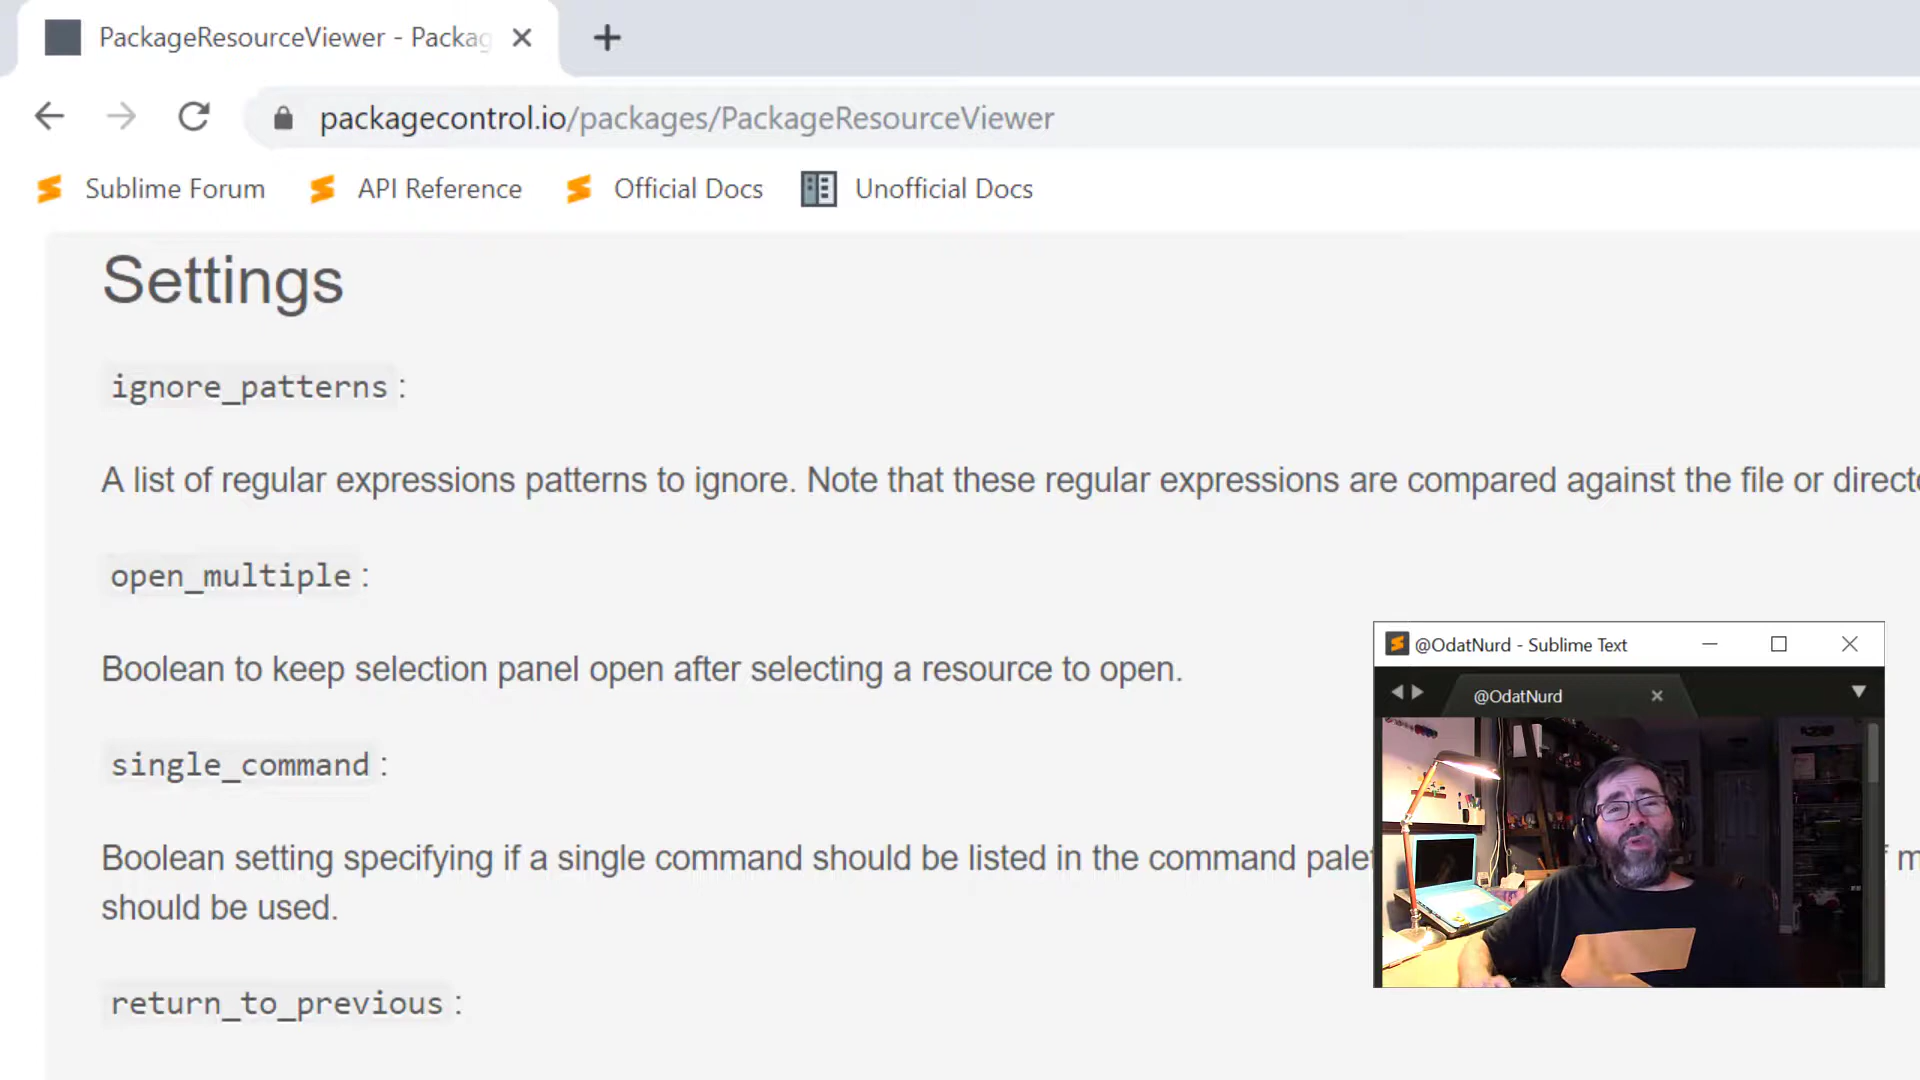 PackageResourceViewer - Packag
packagecontrol.io/packages/PackageResourceViewer
Sublime Forum
API Reference
Official Docs
Unofficial Docs
Settings
ignore_patterns:
A list of regular expressions patterns to ignore. Note that these regular expressions are compared against the file or
open_multiple:
Boolean to keep selection panel open after selecting a resource to open.
single_command:
Boolean setting specifying if a single command should be listed in the command
should be used.
return_to_previous:
@OdatNurd - Sublime Text
@OdatNurd